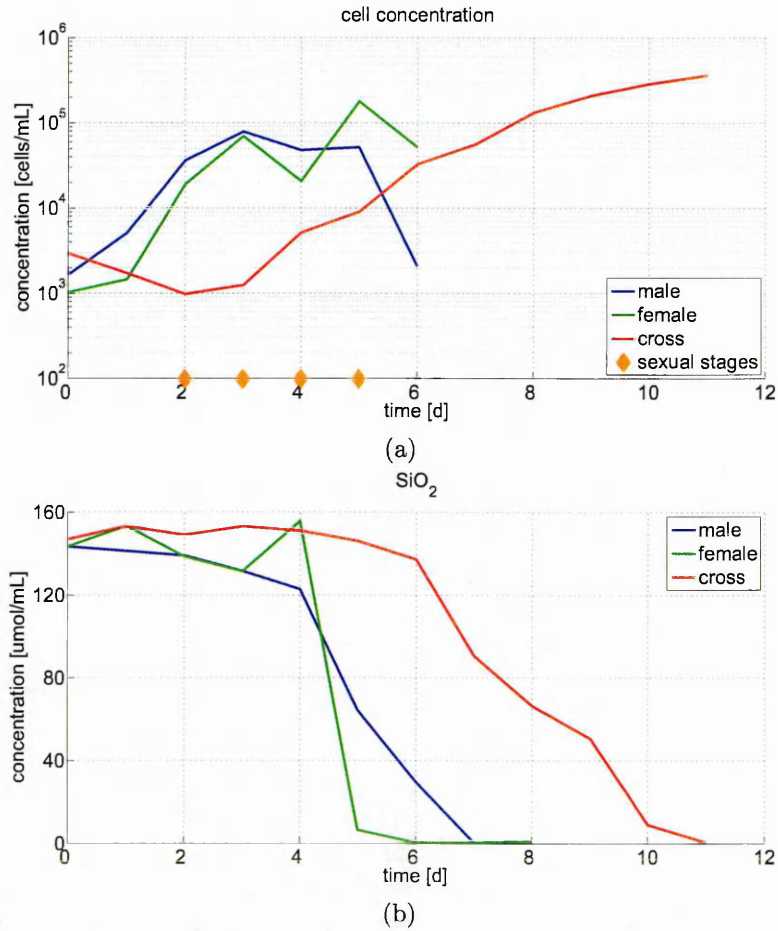 cell concentration
10^6
10^5
10^4
10^3
10^2
concentration [cells/mL]
male
female
cross
sexual stages
0 2 4 6 8 10 12
time [d]
(a)
SiO_2
160
120
80
40
0
concentration [umol/mL]
male
female
cross
0 2 4 6 8 10 12
time [d]
(b)